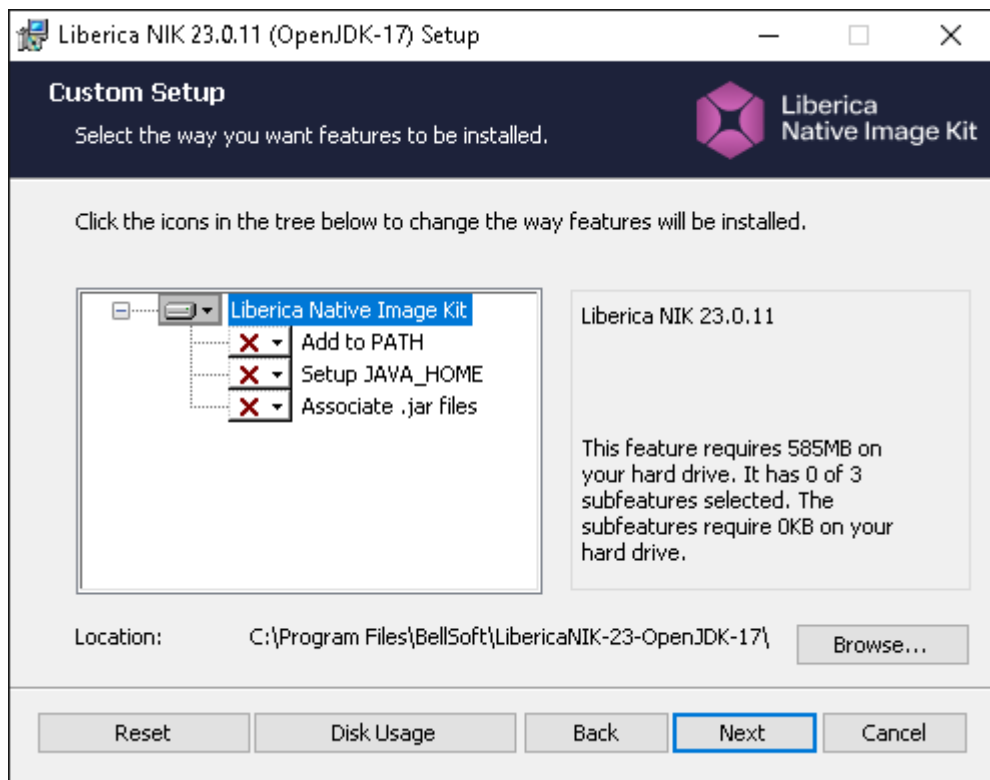 Liberica NIK 23.0.11 (OpenJDK-17) Setup
Custom Setup
Select the way you want features to be installed.
Liberica
Native Image Kit
Click the icons in the tree below to change the way features will be installed.
Liberica Native Image Kit
Add to PATH
Setup JAVA_HOME
Associate .jar files
Liberica NIK 23.0.11
This feature requires 585MB on
your hard drive. It has 0 of 3
subfeatures selected. The
subfeatures require 0KB on your
hard drive.
Location: C:\Program Files\BellSoft\LibericaNIK-23-OpenJDK-17\ Browse...
Reset Disk Usage Back Next Cancel